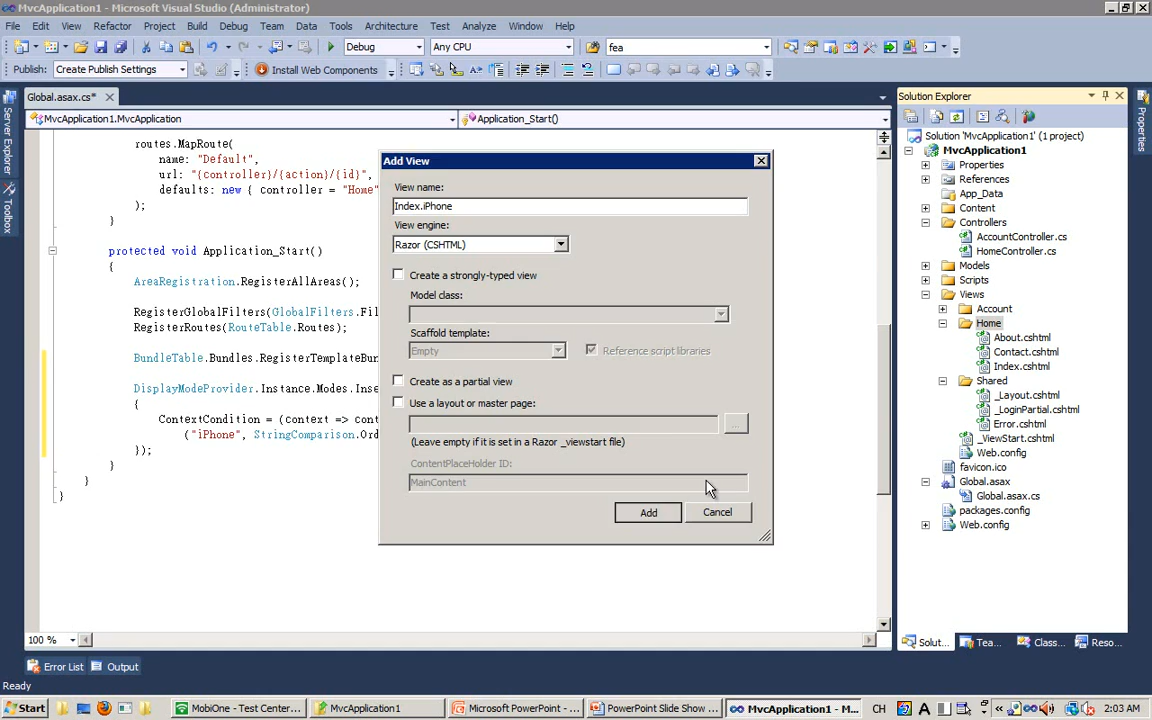 MvcApplication1 - Microsoft Visual Studio (Administrator)
File Edit View Refactor Project Build Debug Team Data Tools Architecture Test Analyze Window Help
Debug Any CPU fea
Publish: Create Publish Settings Install Web Components
Global.asax.cs*
MvcApplication1.MvcApplication Application_Start()
routes.MapRoute(
name: "Default",
url: "{controller}/{action}/{id}",
defaults: new { controller = "Home"
);
}
protected void Application_Start()
{
AreaRegistration.RegisterAllAreas();
RegisterGlobalFilters(GlobalFilters.Fil
RegisterRoutes(RouteTable.Routes);
BundleTable.Bundles.RegisterTemplateBun
DisplayModeProvider.Instance.Modes.Inse
{
ContextCondition = (context => cont
("iPhone", StringComparison.Ord
});
}
}
100 %
Server Explorer
Toolbox
Add View
View name:
Index.iPhone
View engine:
Razor (CSHTML)
Create a strongly-typed view
Model class:
Scaffold template:
Empty Reference script libraries
Create as a partial view
Use a layout or master page:
...
(Leave empty if it is set in a Razor _viewstart file)
ContentPlaceHolder ID:
MainContent
Add Cancel
Solution Explorer
Solution 'MvcApplication1' (1 project)
MvcApplication1
Properties
References
App_Data
Content
Controllers
AccountController.cs
HomeController.cs
Models
Scripts
Views
Account
Home
About.cshtml
Contact.cshtml
Index.cshtml
Shared
_Layout.cshtml
_LoginPartial.cshtml
Error.cshtml
_ViewStart.cshtml
Web.config
favicon.ico
Global.asax
Global.asax.cs
packages.config
Web.config
Solut... Tea... Class... Reso...
Properties
Error List Output
Ready
Start MobiOne - Test Center... MvcApplication1 Microsoft PowerPoint - ... PowerPoint Slide Show ... MvcApplication1 - M... CH A 2:03 AM